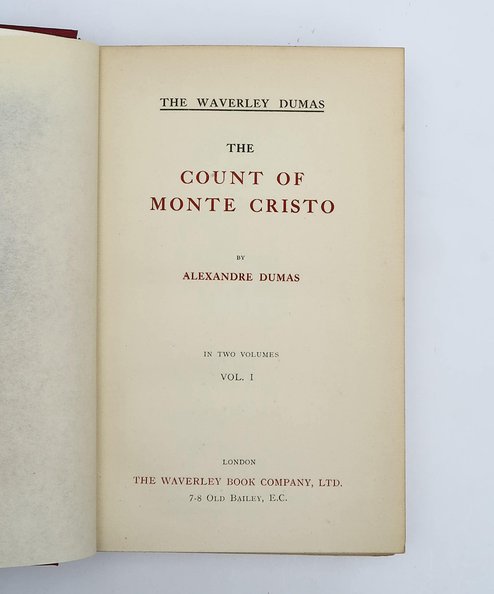 THE WAVERLEY DUMAS
THE
COUNT OF
MONTE CRISTO
BY
ALEXANDRE DUMAS
IN TWO VOLUMES
VOL. I
LONDON
THE WAVERLEY BOOK COMPANY, LTD.
7-8 OLD BAILEY, E.C.